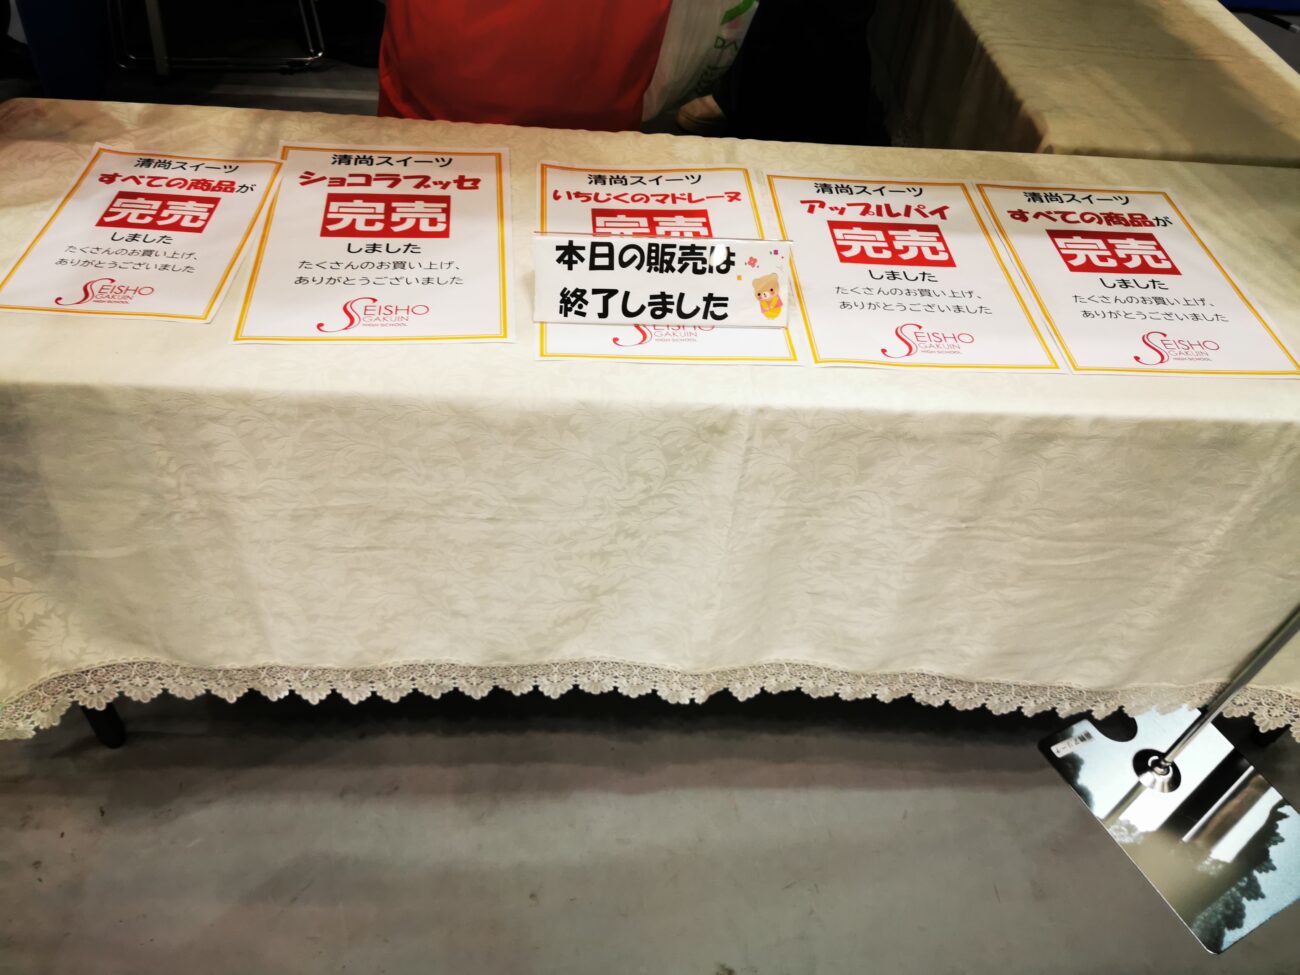 清尚スイーツ
すべての商品が
完売
しました
たくさんのお買い上げ、
ありがとうございました
SEISHO
GAKUIN
HIGH SCHOOL
清尚スイーツ
ショコラブッセ
完売
しました
たくさんのお買い上げ、
ありがとうございました
SEISHO
GAKUIN
HIGH SCHOOL
清尚スイーツ
いちじくのマドレーヌ
完売
本日の販売は
終了しました
SEISHO
GAKUIN
HIGH SCHOOL
清尚スイーツ
アップルパイ
完売
しました
たくさんのお買い上げ、
ありがとうございました
SEISHO
GAKUIN
HIGH SCHOOL
清尚スイーツ
すべての商品が
完売
しました
たくさんのお買い上げ、
ありがとうございました
SEISHO
GAKUIN
HIGH SCHOOL